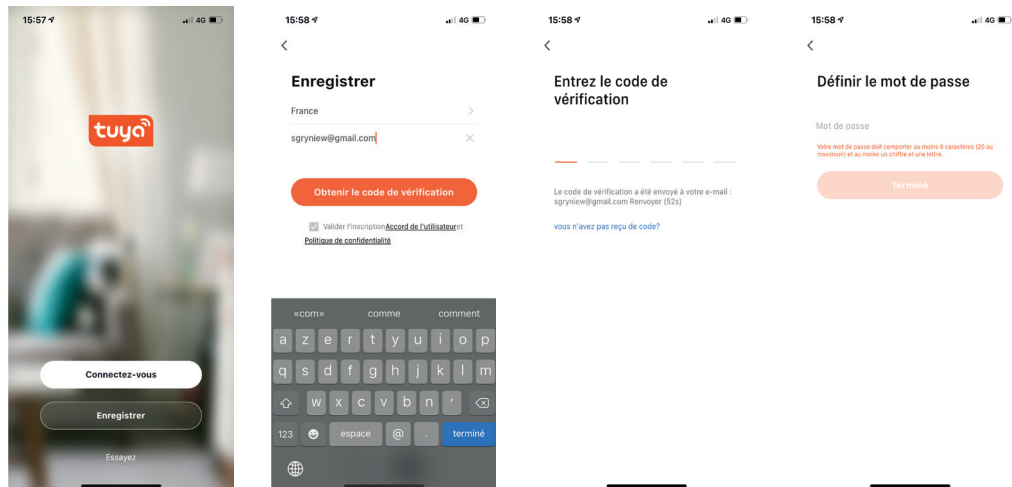 15:57
4G
tuya
Connectez-vous
Enregistrer
Essayez
15:58
4G
Enregistrer
France
sgryniew@gmail.com
Obtenir le code de vérification
Valider l'inscriptionAccord de l'utilisateuret
Politique de confidentialité
«com» comme comment
a z e r t y u i o p
q s d f g h j k l m
w x c v b n '
123 espace @ . terminé
15:58
4G
Entrez le code de
vérification
Le code de vérification a été envoyé à votre e-mail :
sgryniew@gmail.com Renvoyer (52s)
vous n'avez pas reçu de code?
15:58
4G
Définir le mot de passe
Mot de passe
Votre mot de passe doit comporter au moins 6 caractères (20 au
maximum) et au moins un chiffre et une lettre.
Terminé